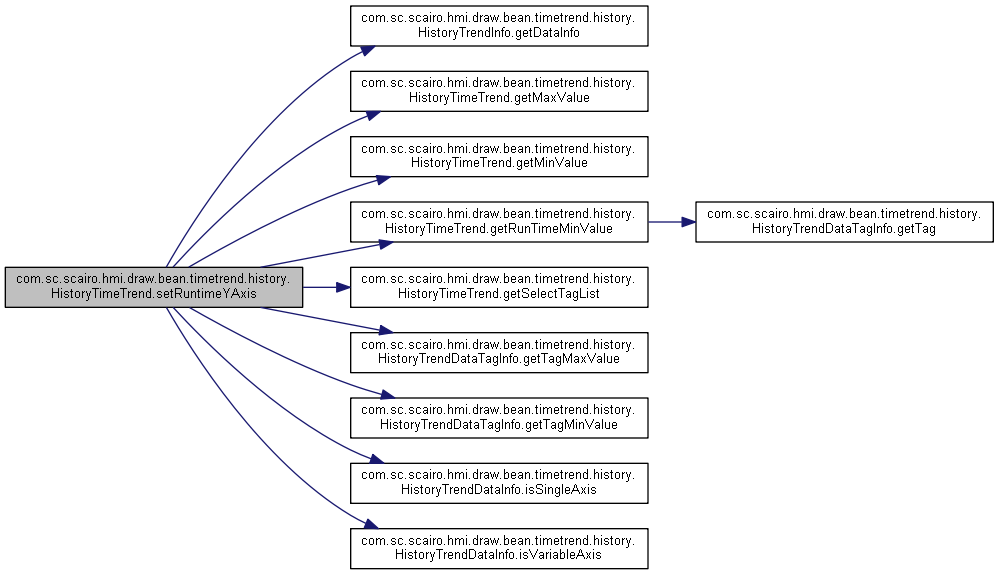 com.sc.scairo.hmi.draw.bean.timetrend.history.
HistoryTrendInfo.getDataInfo
com.sc.scairo.hmi.draw.bean.timetrend.history.
HistoryTimeTrend.getMaxValue
com.sc.scairo.hmi.draw.bean.timetrend.history.
HistoryTimeTrend.getMinValue
com.sc.scairo.hmi.draw.bean.timetrend.history.
HistoryTimeTrend.getRunTimeMinValue
com.sc.scairo.hmi.draw.bean.timetrend.history.
HistoryTrendDataTagInfo.getTag
com.sc.scairo.hmi.draw.bean.timetrend.history.
HistoryTimeTrend.setRuntimeYAxis
com.sc.scairo.hmi.draw.bean.timetrend.history.
HistoryTimeTrend.getSelectTagList
com.sc.scairo.hmi.draw.bean.timetrend.history.
HistoryTrendDataTagInfo.getTagMaxValue
com.sc.scairo.hmi.draw.bean.timetrend.history.
HistoryTrendDataTagInfo.getTagMinValue
com.sc.scairo.hmi.draw.bean.timetrend.history.
HistoryTrendDataInfo.isSingleAxis
com.sc.scairo.hmi.draw.bean.timetrend.history.
HistoryTrendDataInfo.isVariableAxis